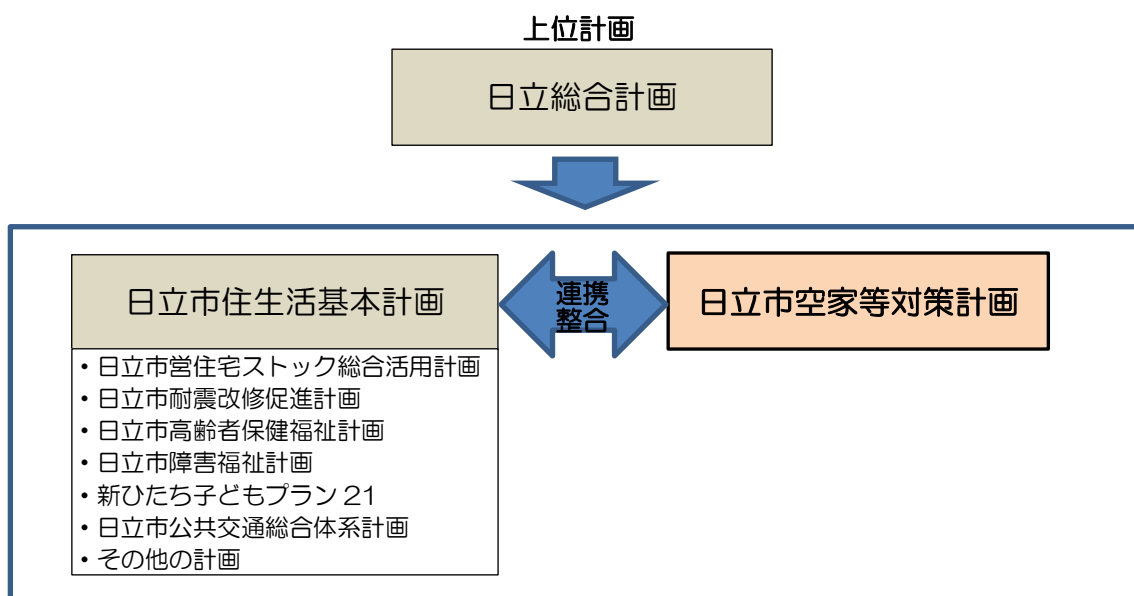 上位計画
日立総合計画
日立市住生活基本計画
連携
整合
日立市空家等対策計画
・日立市営住宅ストック総合活用計画
・日立市耐震改修促進計画
・日立市高齢者保健福祉計画
・日立市障害福祉計画
・新ひたち子どもプラン 21
・日立市公共交通総合体系計画
・その他の計画